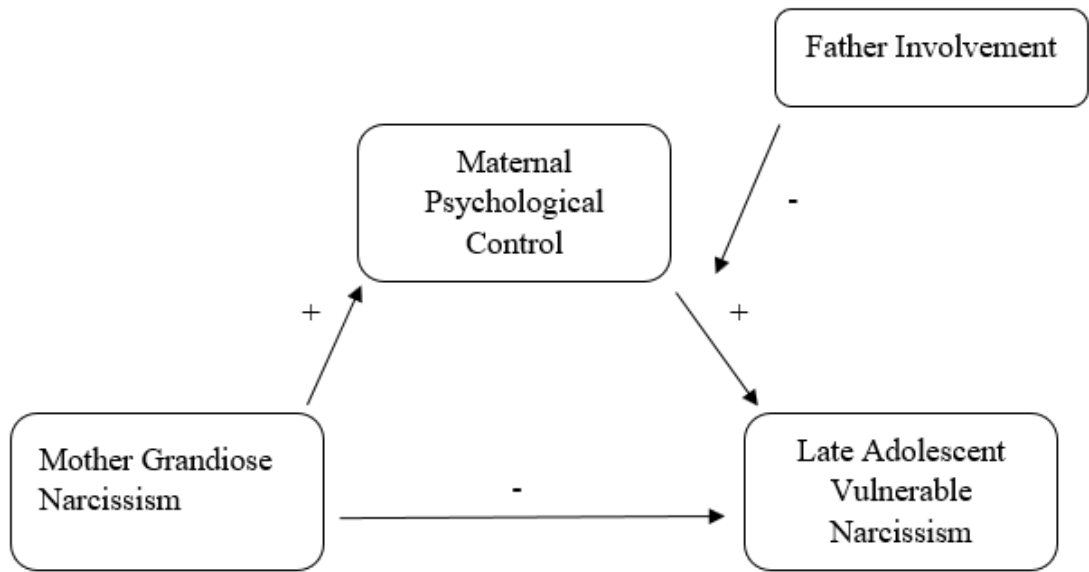 Father Involvement
Maternal
Psychological
Control
-
+
+
Mother Grandiose
Narcissism
-
Late Adolescent
Vulnerable
Narcissism